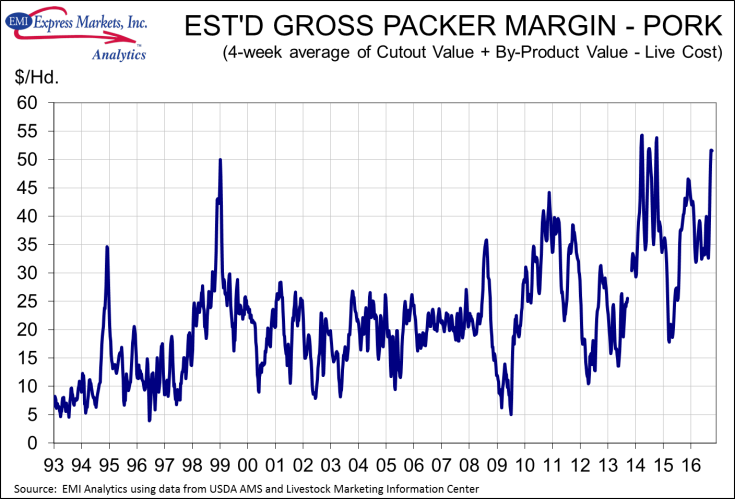 EMI Express Markets, Inc.
Analytics™
EST'D GROSS PACKER MARGIN - PORK
(4-week average of Cutout Value + By-Product Value - Live Cost)
$/Hd.
60
55
50
45
40
35
30
25
20
15
10
5
0
93 94 95 96 97 98 99 00 01 02 03 04 05 06 07 08 09 10 11 12 13 14 15 16
Source: EMI Analytics using data from USDA AMS and Livestock Marketing Information Center